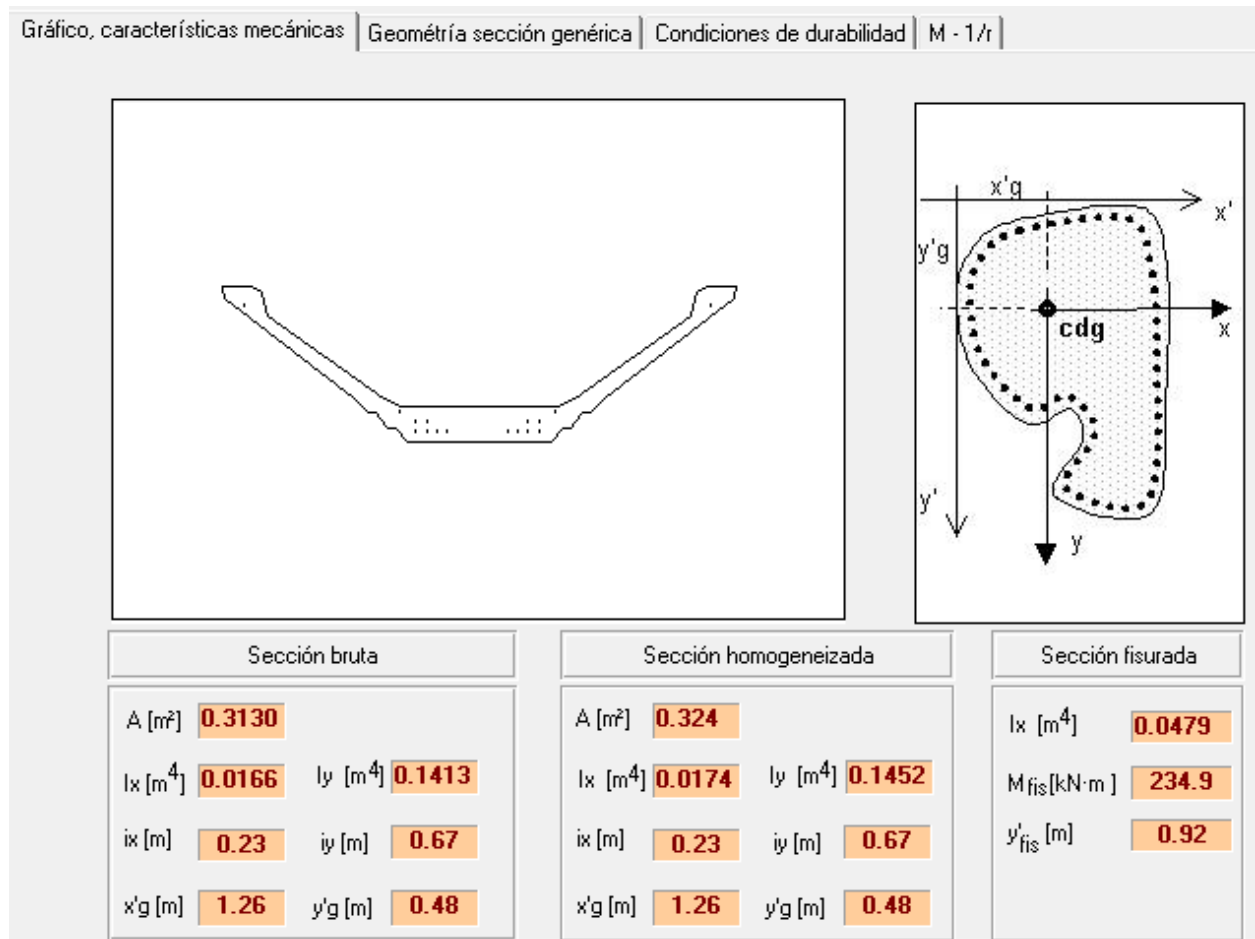 Gráfico, características mecánicas Geométría sección genérica Condiciones de durabilidad M - 1/r
x'g
x'
y'g
cdg
x
y'
y
Sección bruta Sección homogeneizada Sección fisurada
A [m²] 0.3130 A [m²] 0.324 Ix [m4] 0.0479
Ix [m4] 0.0166 Iy [m4] 0.1413 Ix [m4] 0.0174 Iy [m4] 0.1452 Mfis[kN·m ] 234.9
ix [m] 0.23 iy [m] 0.67 ix [m] 0.23 iy [m] 0.67 y'fis [m] 0.92
x'g [m] 1.26 y'g [m] 0.48 x'g [m] 1.26 y'g [m] 0.48